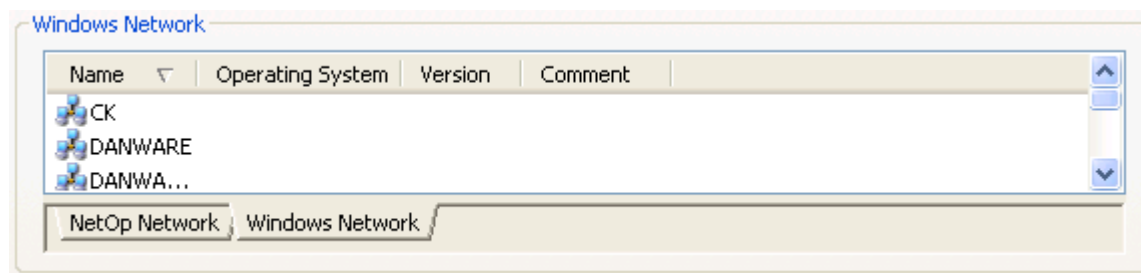 Windows Network
Name Operating System Version Comment
CK
DANWARE
DANWA...
NetOp Network Windows Network